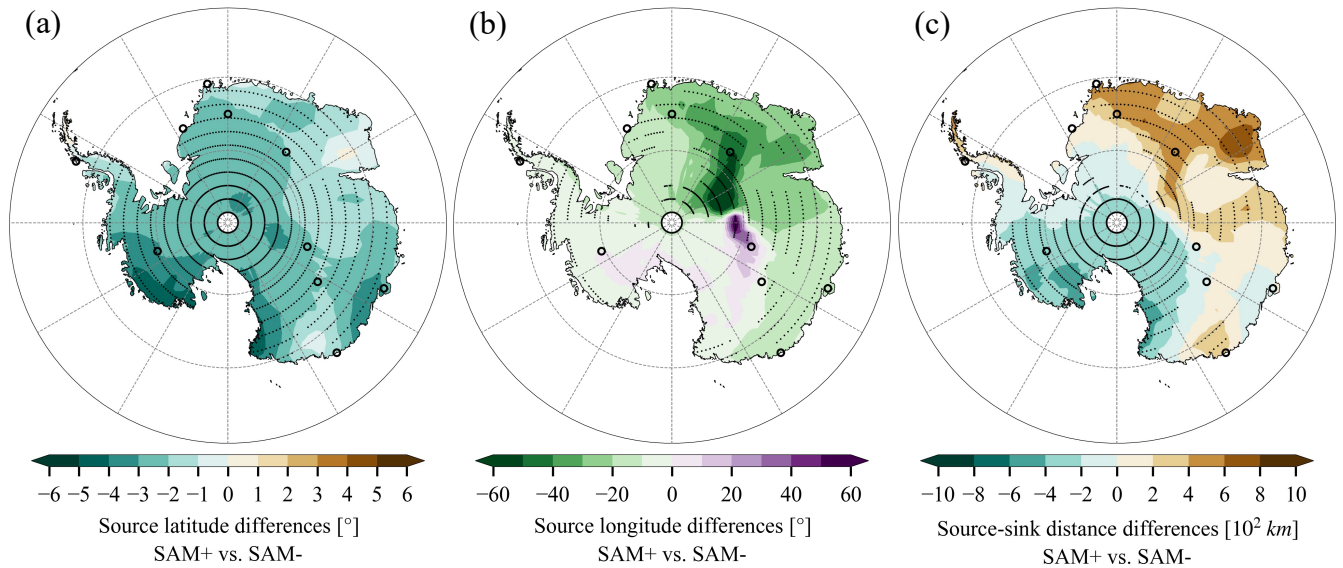 (a)
(b)
(c)
−6 −5 −4 −3 −2 −1 0 1 2 3 4 5 6
Source latitude differences [°]
SAM+ vs. SAM-
−60 −40 −20 0 20 40 60
Source longitude differences [°]
SAM+ vs. SAM-
−10 −8 −6 −4 −2 0 2 4 6 8 10
Source-sink distance differences [10² km]
SAM+ vs. SAM-